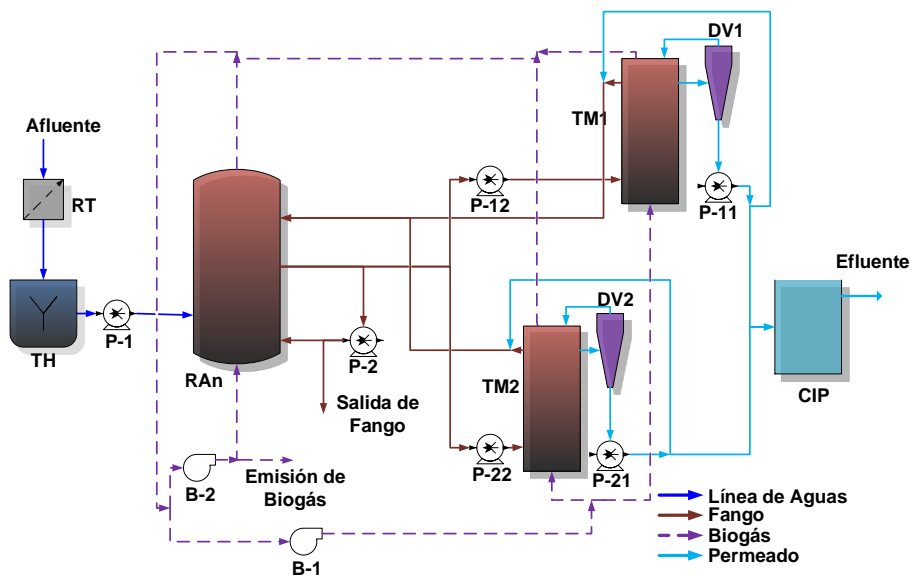 DV1
Afluente
TM1
RT
P-12
P-11
Efluente
DV2
TH
P-1
RAn
P-2
TM2
CIP
Salida de
Fango
P-22
P-21
B-2
Emisión de
Biogás
B-1
Línea de Aguas
Fango
Biogás
Permeado